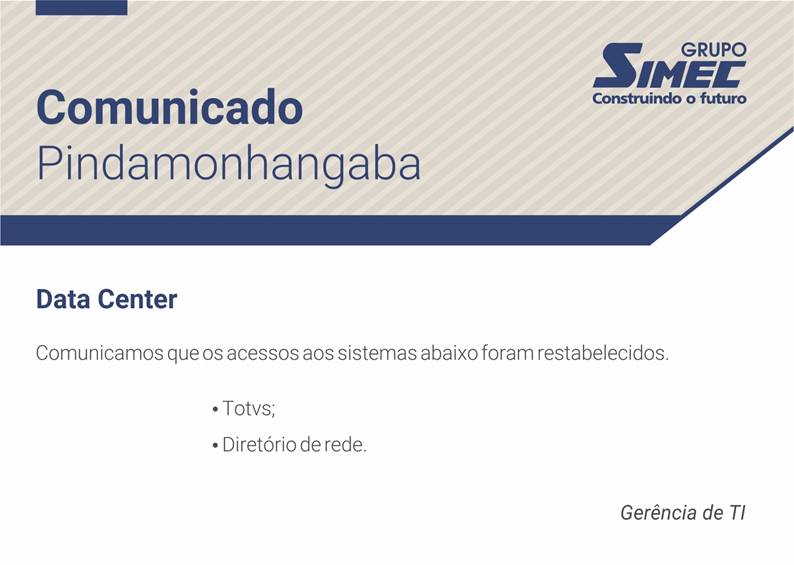 GRUPO
SIMEC
Construindo o futuro
Comunicado
Pindamonhangaba
Data Center
Comunicamos que os acessos aos sistemas abaixo foram restabelecidos.
• Totvs;
• Diretório de rede.
Gerência de TI